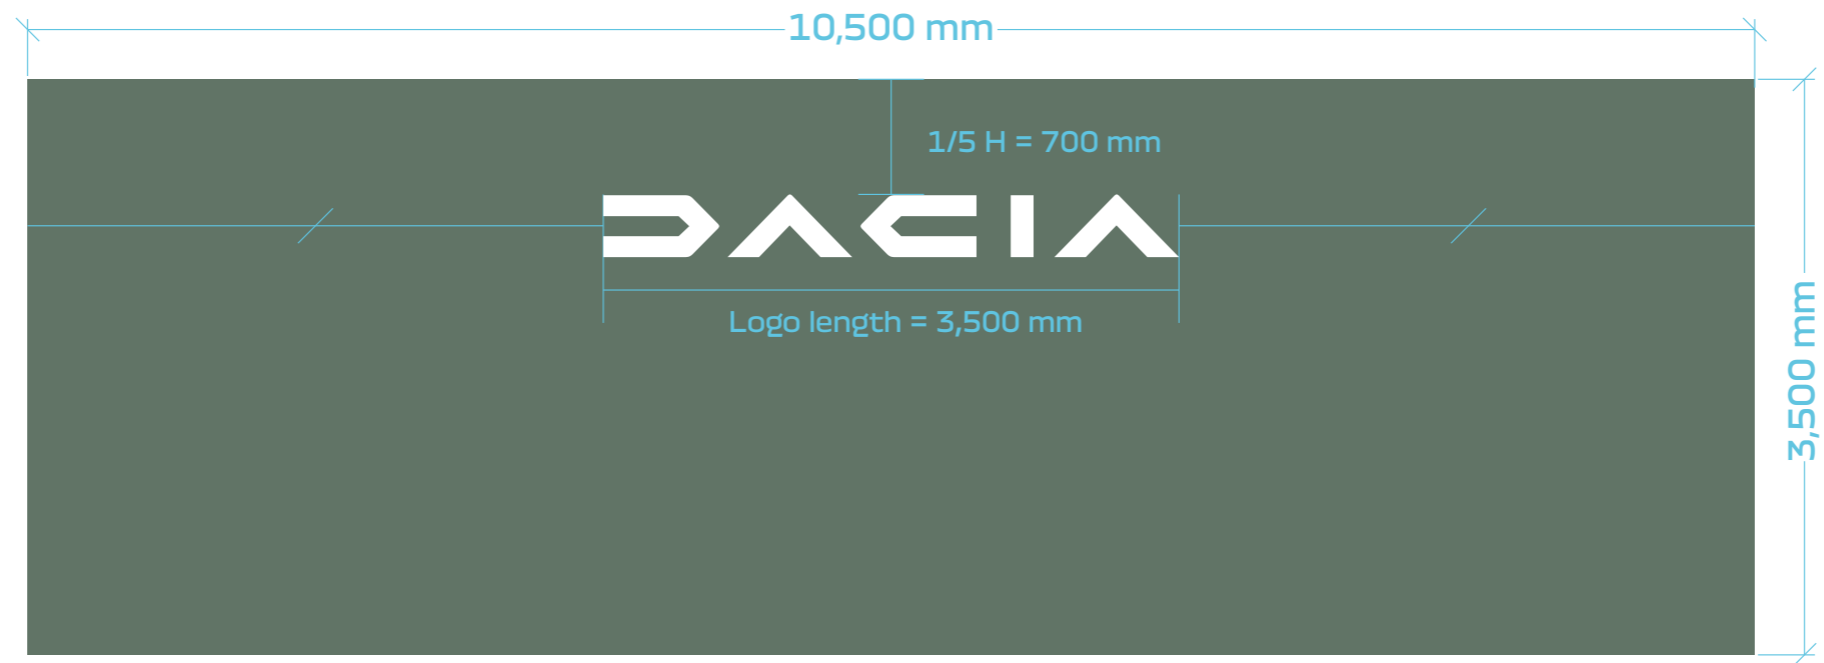 10,500 mm
1/5 H = 700 mm
DACIA
Logo length = 3,500 mm
3,500 mm